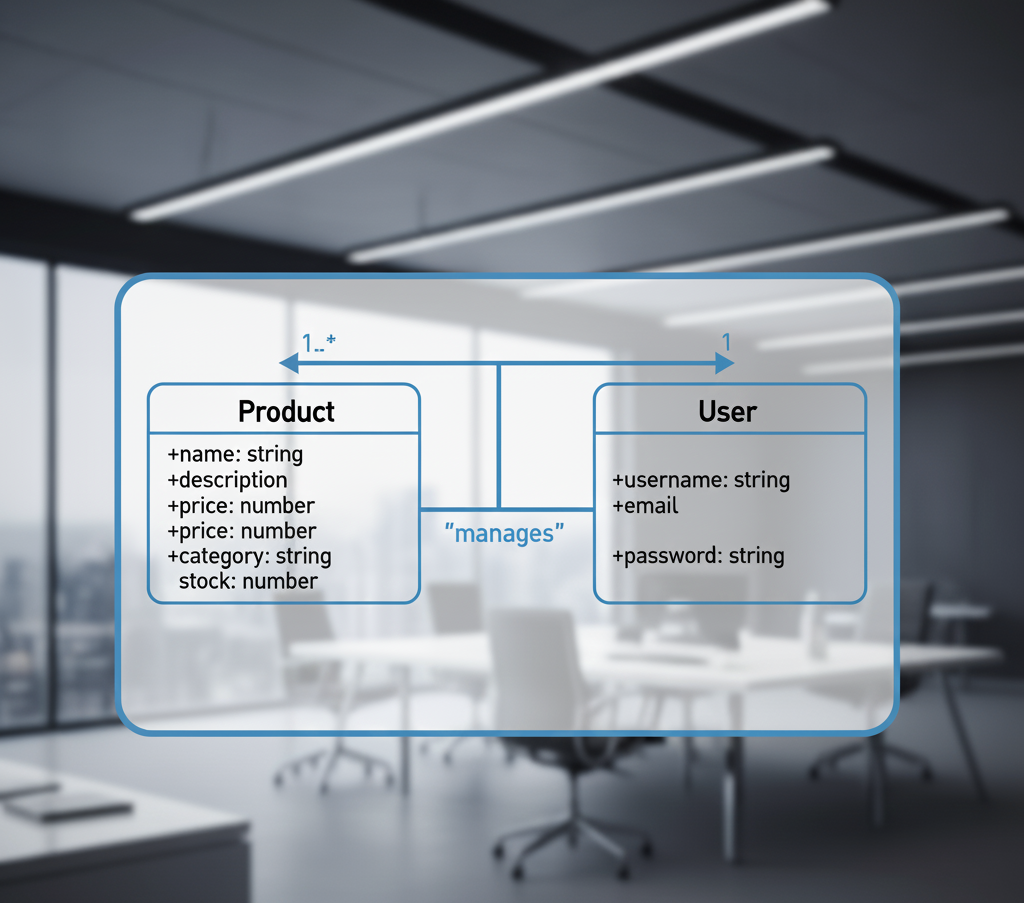 1..*
1
Product
+name: string
+description
+price: number
+price: number
+category: string
stock: number
"manages"
User
+username: string
+email
+password: string